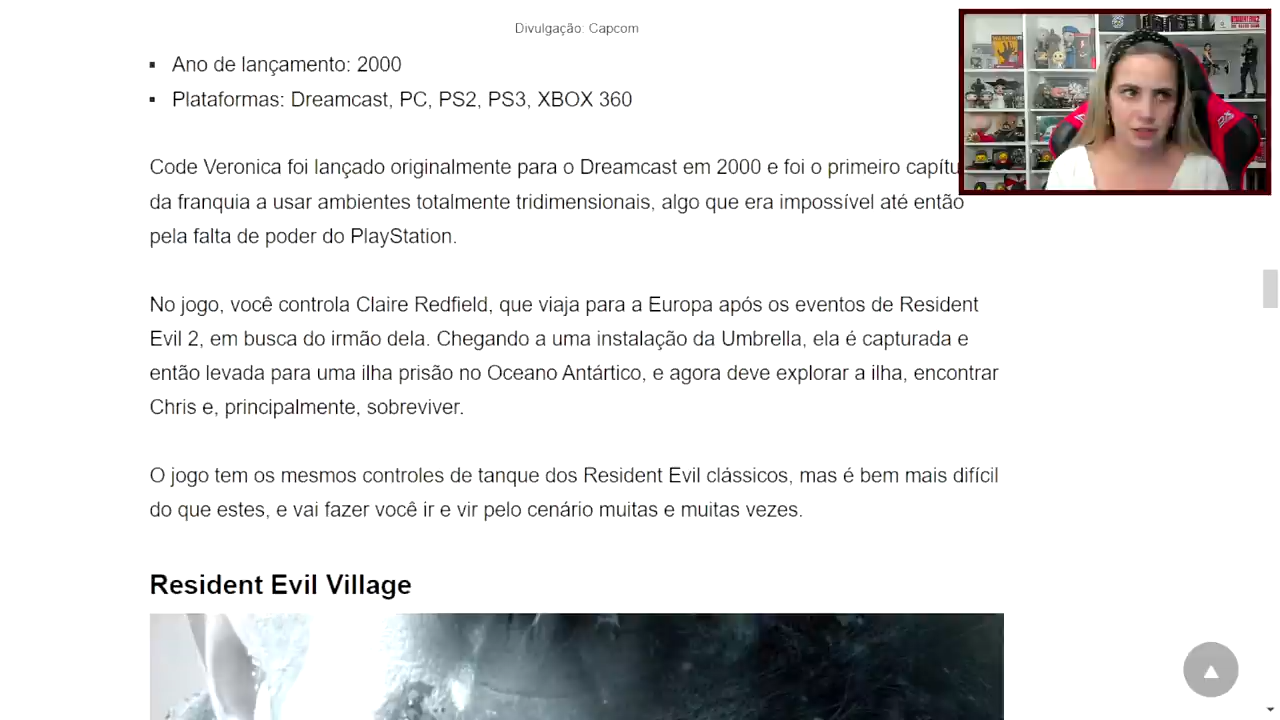 Divulgação: Capcom
▪ Ano de lançamento: 2000
▪ Plataformas: Dreamcast, PC, PS2, PS3, XBOX 360
Code Veronica foi lançado originalmente para o Dreamcast em 2000 e foi o primeiro capítu
da franquia a usar ambientes totalmente tridimensionais, algo que era impossível até então
pela falta de poder do PlayStation.
No jogo, você controla Claire Redfield, que viaja para a Europa após os eventos de Resident
Evil 2, em busca do irmão dela. Chegando a uma instalação da Umbrella, ela é capturada e
então levada para uma ilha prisão no Oceano Antártico, e agora deve explorar a ilha, encontrar
Chris e, principalmente, sobreviver.
O jogo tem os mesmos controles de tanque dos Resident Evil clássicos, mas é bem mais difícil
do que estes, e vai fazer você ir e vir pelo cenário muitas e muitas vezes.
Resident Evil Village